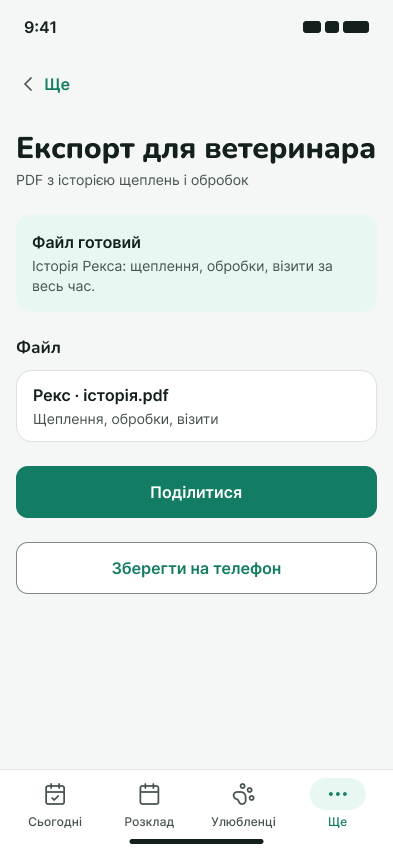 9:41
Ще
Експорт для ветеринара
PDF з історією щеплень і обробок
Файл готовий
Історія Рекса: щеплення, обробки, візити за
весь час.
Файл
Рекс · історія.pdf
Щеплення, обробки, візити
Поділитися
Зберегти на телефон
Сьогодні
Розклад
Улюбленці
Ще